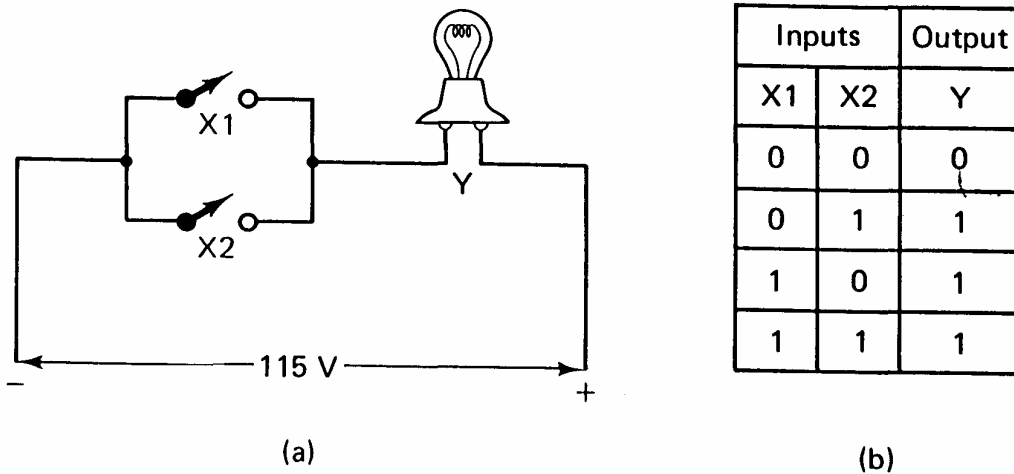 X1
X2
Y
115 V
-
+
(a)
Inputs Output
X1 X2 Y
0 0 0
0 1 1
1 0 1
1 1 1
(b)